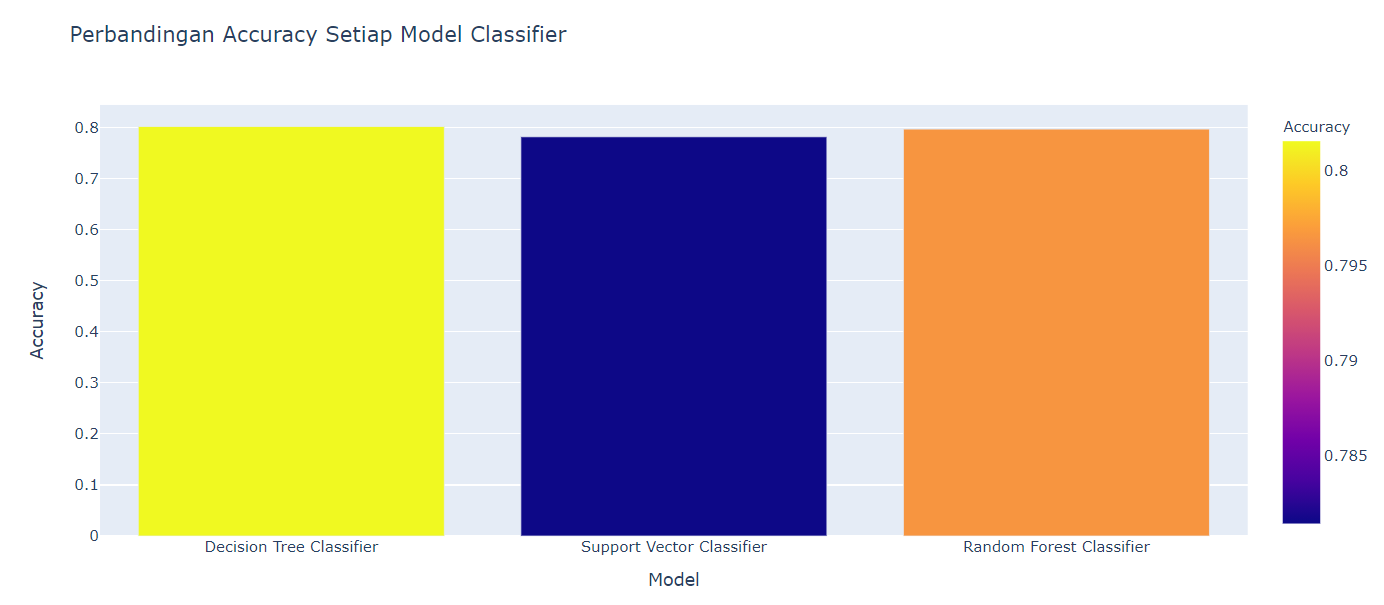 Perbandingan Accuracy Setiap Model Classifier
Accuracy
0.8
0.7
0.6
0.5
0.4
0.3
0.2
0.1
0
Decision Tree Classifier
Support Vector Classifier
Random Forest Classifier
Model
Accuracy
0.8
0.795
0.79
0.785